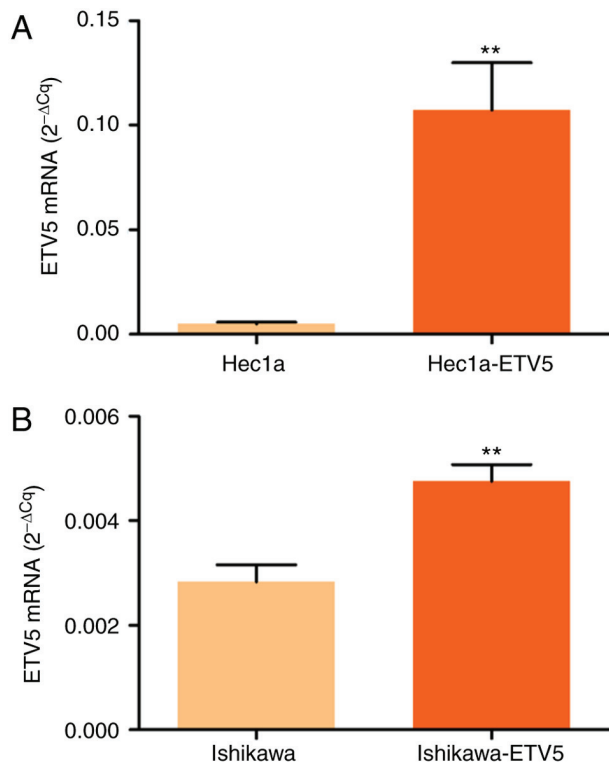 A
ETV5 mRNA (2−ΔCq)
0.15
**
0.10
0.05
0.00
Hec1a Hec1a-ETV5
B
ETV5 mRNA (2−ΔCq)
0.006
**
0.004
0.002
0.000
Ishikawa Ishikawa-ETV5